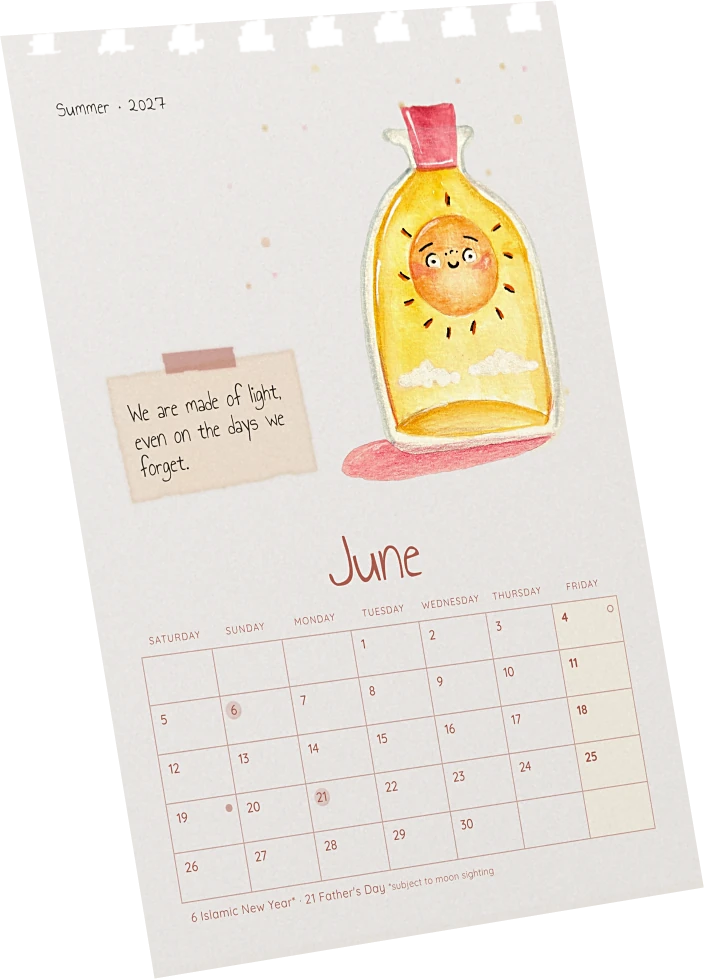 Summer · 2027
We are made of light,
even on the days we
forget.
June
SATURDAY SUNDAY MONDAY TUESDAY WEDNESDAY THURSDAY FRIDAY
1 2 3 4
5 6 7 8 9 10 11
12 13 14 15 16 17 18
19 20 21 22 23 24 25
26 27 28 29 30
6 Islamic New Year* · 21 Father's Day *subject to moon sighting